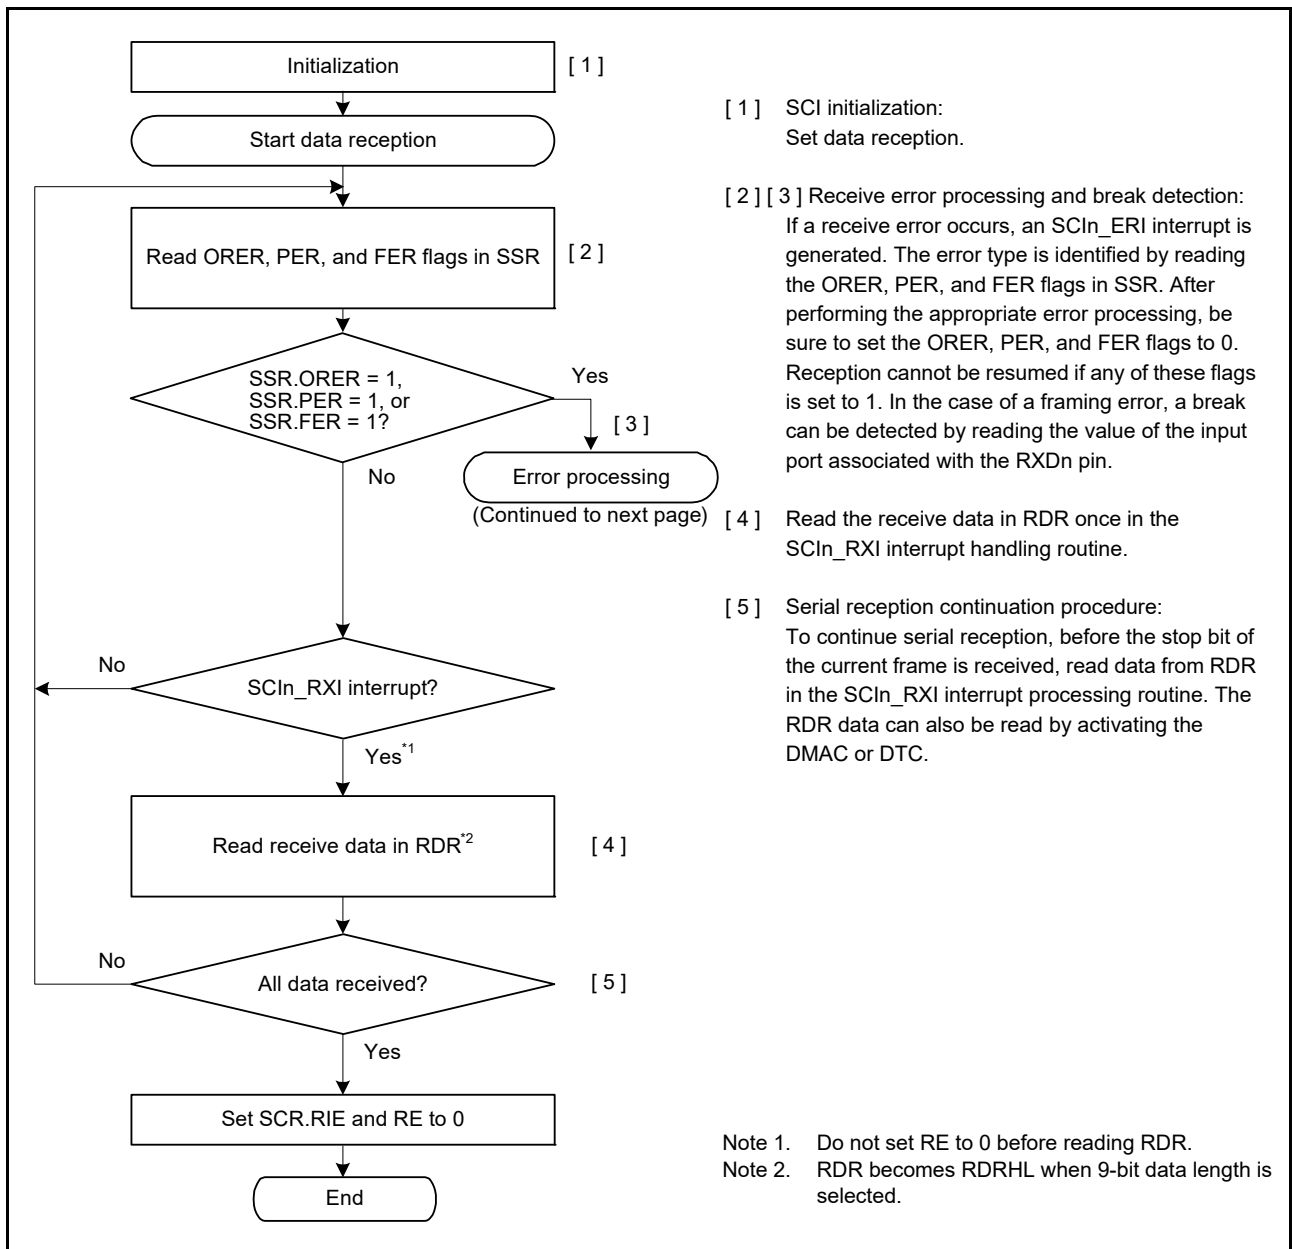 Initialization
[ 1 ]
Start data reception
Read ORER, PER, and FER flags in SSR
[ 2 ]
SSR.ORER = 1,
SSR.PER = 1, or
SSR.FER = 1?
Yes
[ 3 ]
No
Error processing
(Continued to next page)
No
SCIn_RXI interrupt?
Yes*1
Read receive data in RDR*2
[ 4 ]
No
All data received?
[ 5 ]
Yes
Set SCR.RIE and RE to 0
End
[ 1 ] SCI initialization:
Set data reception.
[ 2 ] [ 3 ] Receive error processing and break detection:
If a receive error occurs, an SCIn_ERI interrupt is
generated. The error type is identified by reading
the ORER, PER, and FER flags in SSR. After
performing the appropriate error processing, be
sure to set the ORER, PER, and FER flags to 0.
Reception cannot be resumed if any of these flags
is set to 1. In the case of a framing error, a break
can be detected by reading the value of the input
port associated with the RXDn pin.
[ 4 ] Read the receive data in RDR once in the
SCIn_RXI interrupt handling routine.
[ 5 ] Serial reception continuation procedure:
To continue serial reception, before the stop bit of
the current frame is received, read data from RDR
in the SCIn_RXI interrupt processing routine. The
RDR data can also be read by activating the
DMAC or DTC.
Note 1. Do not set RE to 0 before reading RDR.
Note 2. RDR becomes RDRHL when 9-bit data length is
selected.